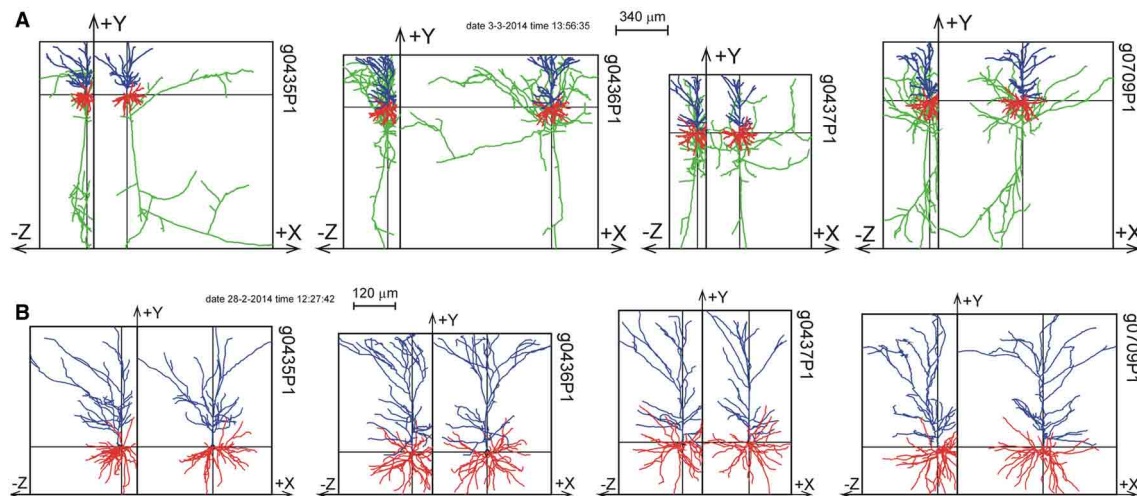 A
date 3-3-2014 time 13:56:35
340 μm
+Y
-Z
+X
g0435P1
+Y
-Z
+X
g0436P1
+Y
-Z
+X
g0437P1
+Y
-Z
+X
g0709P1
B
date 28-2-2014 time 12:27:42
120 μm
+Y
-Z
+X
g0435P1
+Y
-Z
+X
g0436P1
+Y
-Z
+X
g0437P1
+Y
-Z
+X
g0709P1